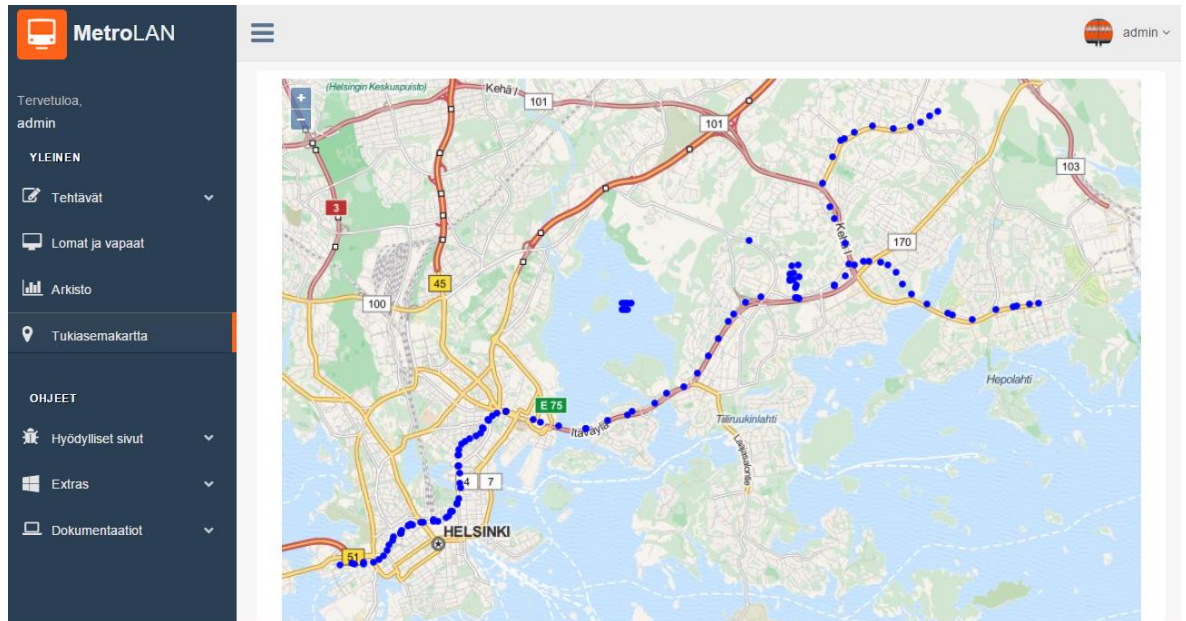 MetroLAN
admin
Tervetuloa,
admin
YLEINEN
Tehtävät
Lomat ja vapaat
Arkisto
Tukiasemakartta
OHJEET
Hyödylliset sivut
Extras
Dokumentaatiot
+
−
(Helsingin Keskuspuisto)
Kehä I
101
101
103
3
Kehä I
170
45
100
Hepolahti
E 75
Itäväylä
Tiiliruukinlahti
Laajasalontie
4
7
HELSINKI
51